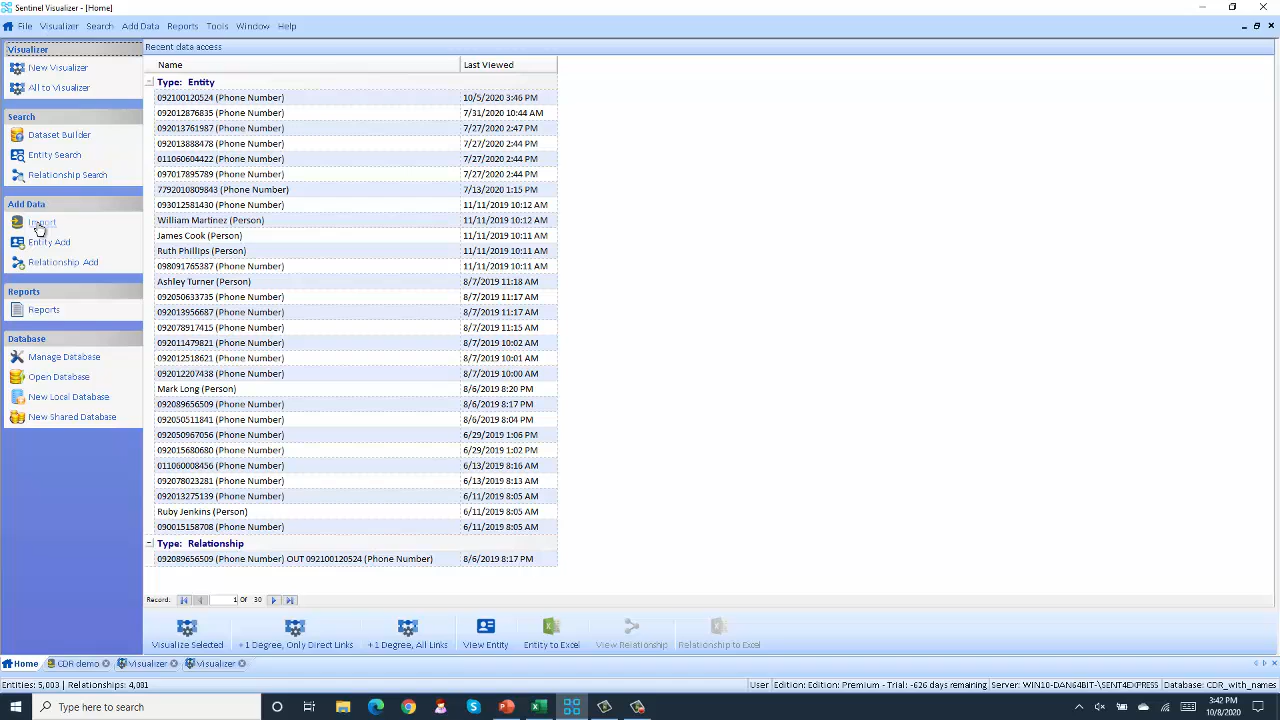 Sentinel Visualizer - [Home]
File Visualizer Search Add Data Reports Tools Window Help
Visualizer
New Visualizer
All to Visualizer
Search
Dataset Builder
Entity Search
Relationship Search
Add Data
Import
Entity Add
Relationship Add
Reports
Reports
Database
Manage Database
Open Database
New Local Database
New Shared Database
Recent data access
Name Last Viewed
Type: Entity
092100120524 (Phone Number) 10/5/2020 3:46 PM
092012876835 (Phone Number) 7/31/2020 10:44 AM
092013761987 (Phone Number) 7/27/2020 2:47 PM
092013888478 (Phone Number) 7/27/2020 2:44 PM
011060604422 (Phone Number) 7/27/2020 2:44 PM
097017895789 (Phone Number) 7/27/2020 2:44 PM
7792010809843 (Phone Number) 7/13/2020 1:15 PM
093012581430 (Phone Number) 11/11/2019 10:12 AM
William Martinez (Person) 11/11/2019 10:12 AM
James Cook (Person) 11/11/2019 10:11 AM
Ruth Phillips (Person) 11/11/2019 10:11 AM
098091765387 (Phone Number) 11/11/2019 10:11 AM
Ashley Turner (Person) 8/7/2019 11:18 AM
092050633735 (Phone Number) 8/7/2019 11:17 AM
092013956687 (Phone Number) 8/7/2019 11:17 AM
092078917415 (Phone Number) 8/7/2019 11:15 AM
092011479821 (Phone Number) 8/7/2019 10:02 AM
092012518621 (Phone Number) 8/7/2019 10:01 AM
092012207438 (Phone Number) 8/7/2019 10:00 AM
Mark Long (Person) 8/6/2019 8:20 PM
092089656509 (Phone Number) 8/6/2019 8:17 PM
092050511841 (Phone Number) 8/6/2019 8:04 PM
092050967056 (Phone Number) 6/29/2019 1:06 PM
092015680680 (Phone Number) 6/29/2019 1:02 PM
011060008456 (Phone Number) 6/13/2019 8:16 AM
092078023281 (Phone Number) 6/13/2019 8:13 AM
092013275139 (Phone Number) 6/11/2019 8:05 AM
Ruby Jenkins (Person) 6/11/2019 8:05 AM
090015158708 (Phone Number) 6/11/2019 8:05 AM
Type: Relationship
092089656509 (Phone Number) OUT 092100120524 (Phone Number) 8/6/2019 8:17 PM
Record: 1 Of 30
Visualize Selected +1 Degree, Only Direct Links +1 Degree, All Links View Entity Entity to Excel View Relationship Relationship to Excel
Home CDR demo Visualizer Visualizer
Entities: 5,003 | Relationships: 4,081 User Edition: Edition: Premium - Trial: -626 days remaining Server: WIN10-DAN64BIT-\SENT4EXPRESS Database: CDR_with_names
Type here to search
3:42 PM
10/8/2020